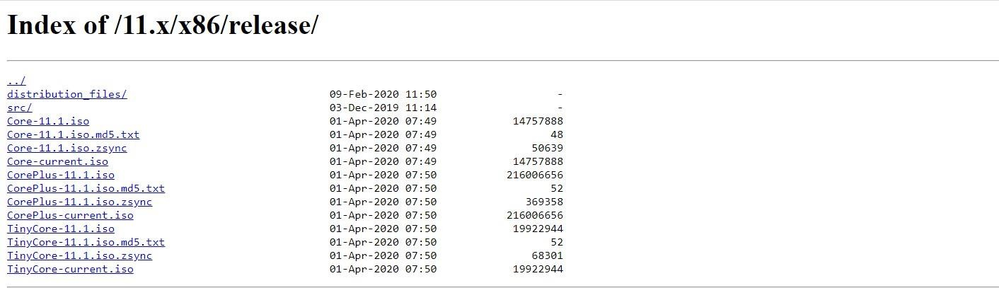 Index of /11.x/x86/release/
../
distribution_files/ 09-Feb-2020 11:50 -
src/ 03-Dec-2019 11:14 -
Core-11.1.iso 01-Apr-2020 07:49 14757888
Core-11.1.iso.md5.txt 01-Apr-2020 07:49 48
Core-11.1.iso.zsync 01-Apr-2020 07:49 50639
Core-current.iso 01-Apr-2020 07:49 14757888
CorePlus-11.1.iso 01-Apr-2020 07:50 216006656
CorePlus-11.1.iso.md5.txt 01-Apr-2020 07:50 52
CorePlus-11.1.iso.zsync 01-Apr-2020 07:50 369358
CorePlus-current.iso 01-Apr-2020 07:50 216006656
TinyCore-11.1.iso 01-Apr-2020 07:50 19922944
TinyCore-11.1.iso.md5.txt 01-Apr-2020 07:50 52
TinyCore-11.1.iso.zsync 01-Apr-2020 07:50 68301
TinyCore-current.iso 01-Apr-2020 07:50 19922944